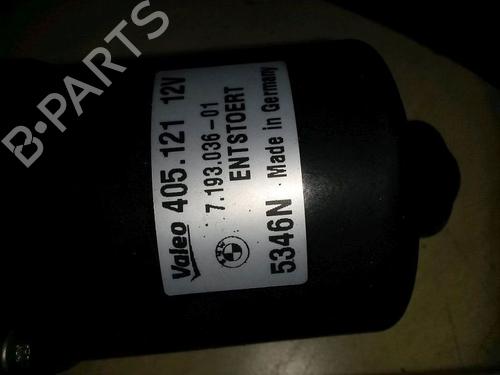 Valeo 405.121 12V
7.193.036-01
ENTSTOERT
5346N · Made in Germany
B-PARTS